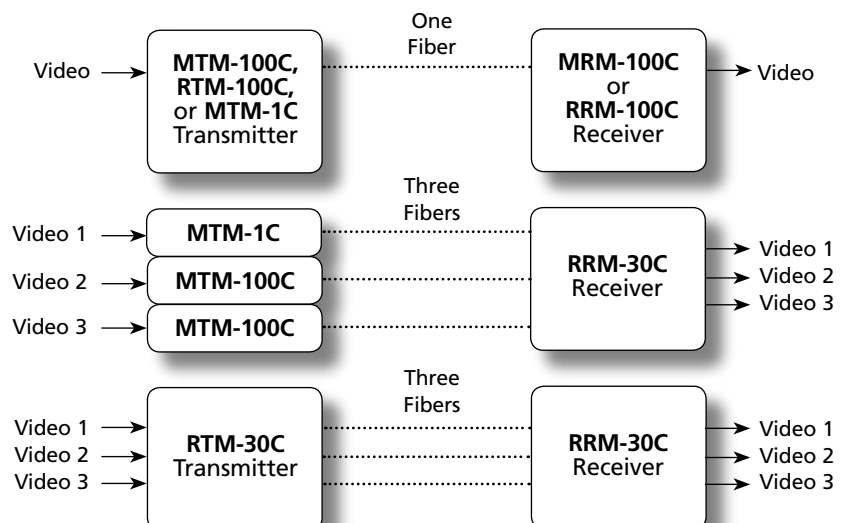 One
Fiber
Video
MTM-100C,
RTM-100C,
or MTM-1C
Transmitter
MRM-100C
or
RRM-100C
Receiver
Video
Three
Fibers
Video 1
MTM-1C
Video 2
MTM-100C
Video 3
MTM-100C
RRM-30C
Receiver
Video 1
Video 2
Video 3
Three
Fibers
Video 1
Video 2
Video 3
RTM-30C
Transmitter
RRM-30C
Receiver
Video 1
Video 2
Video 3